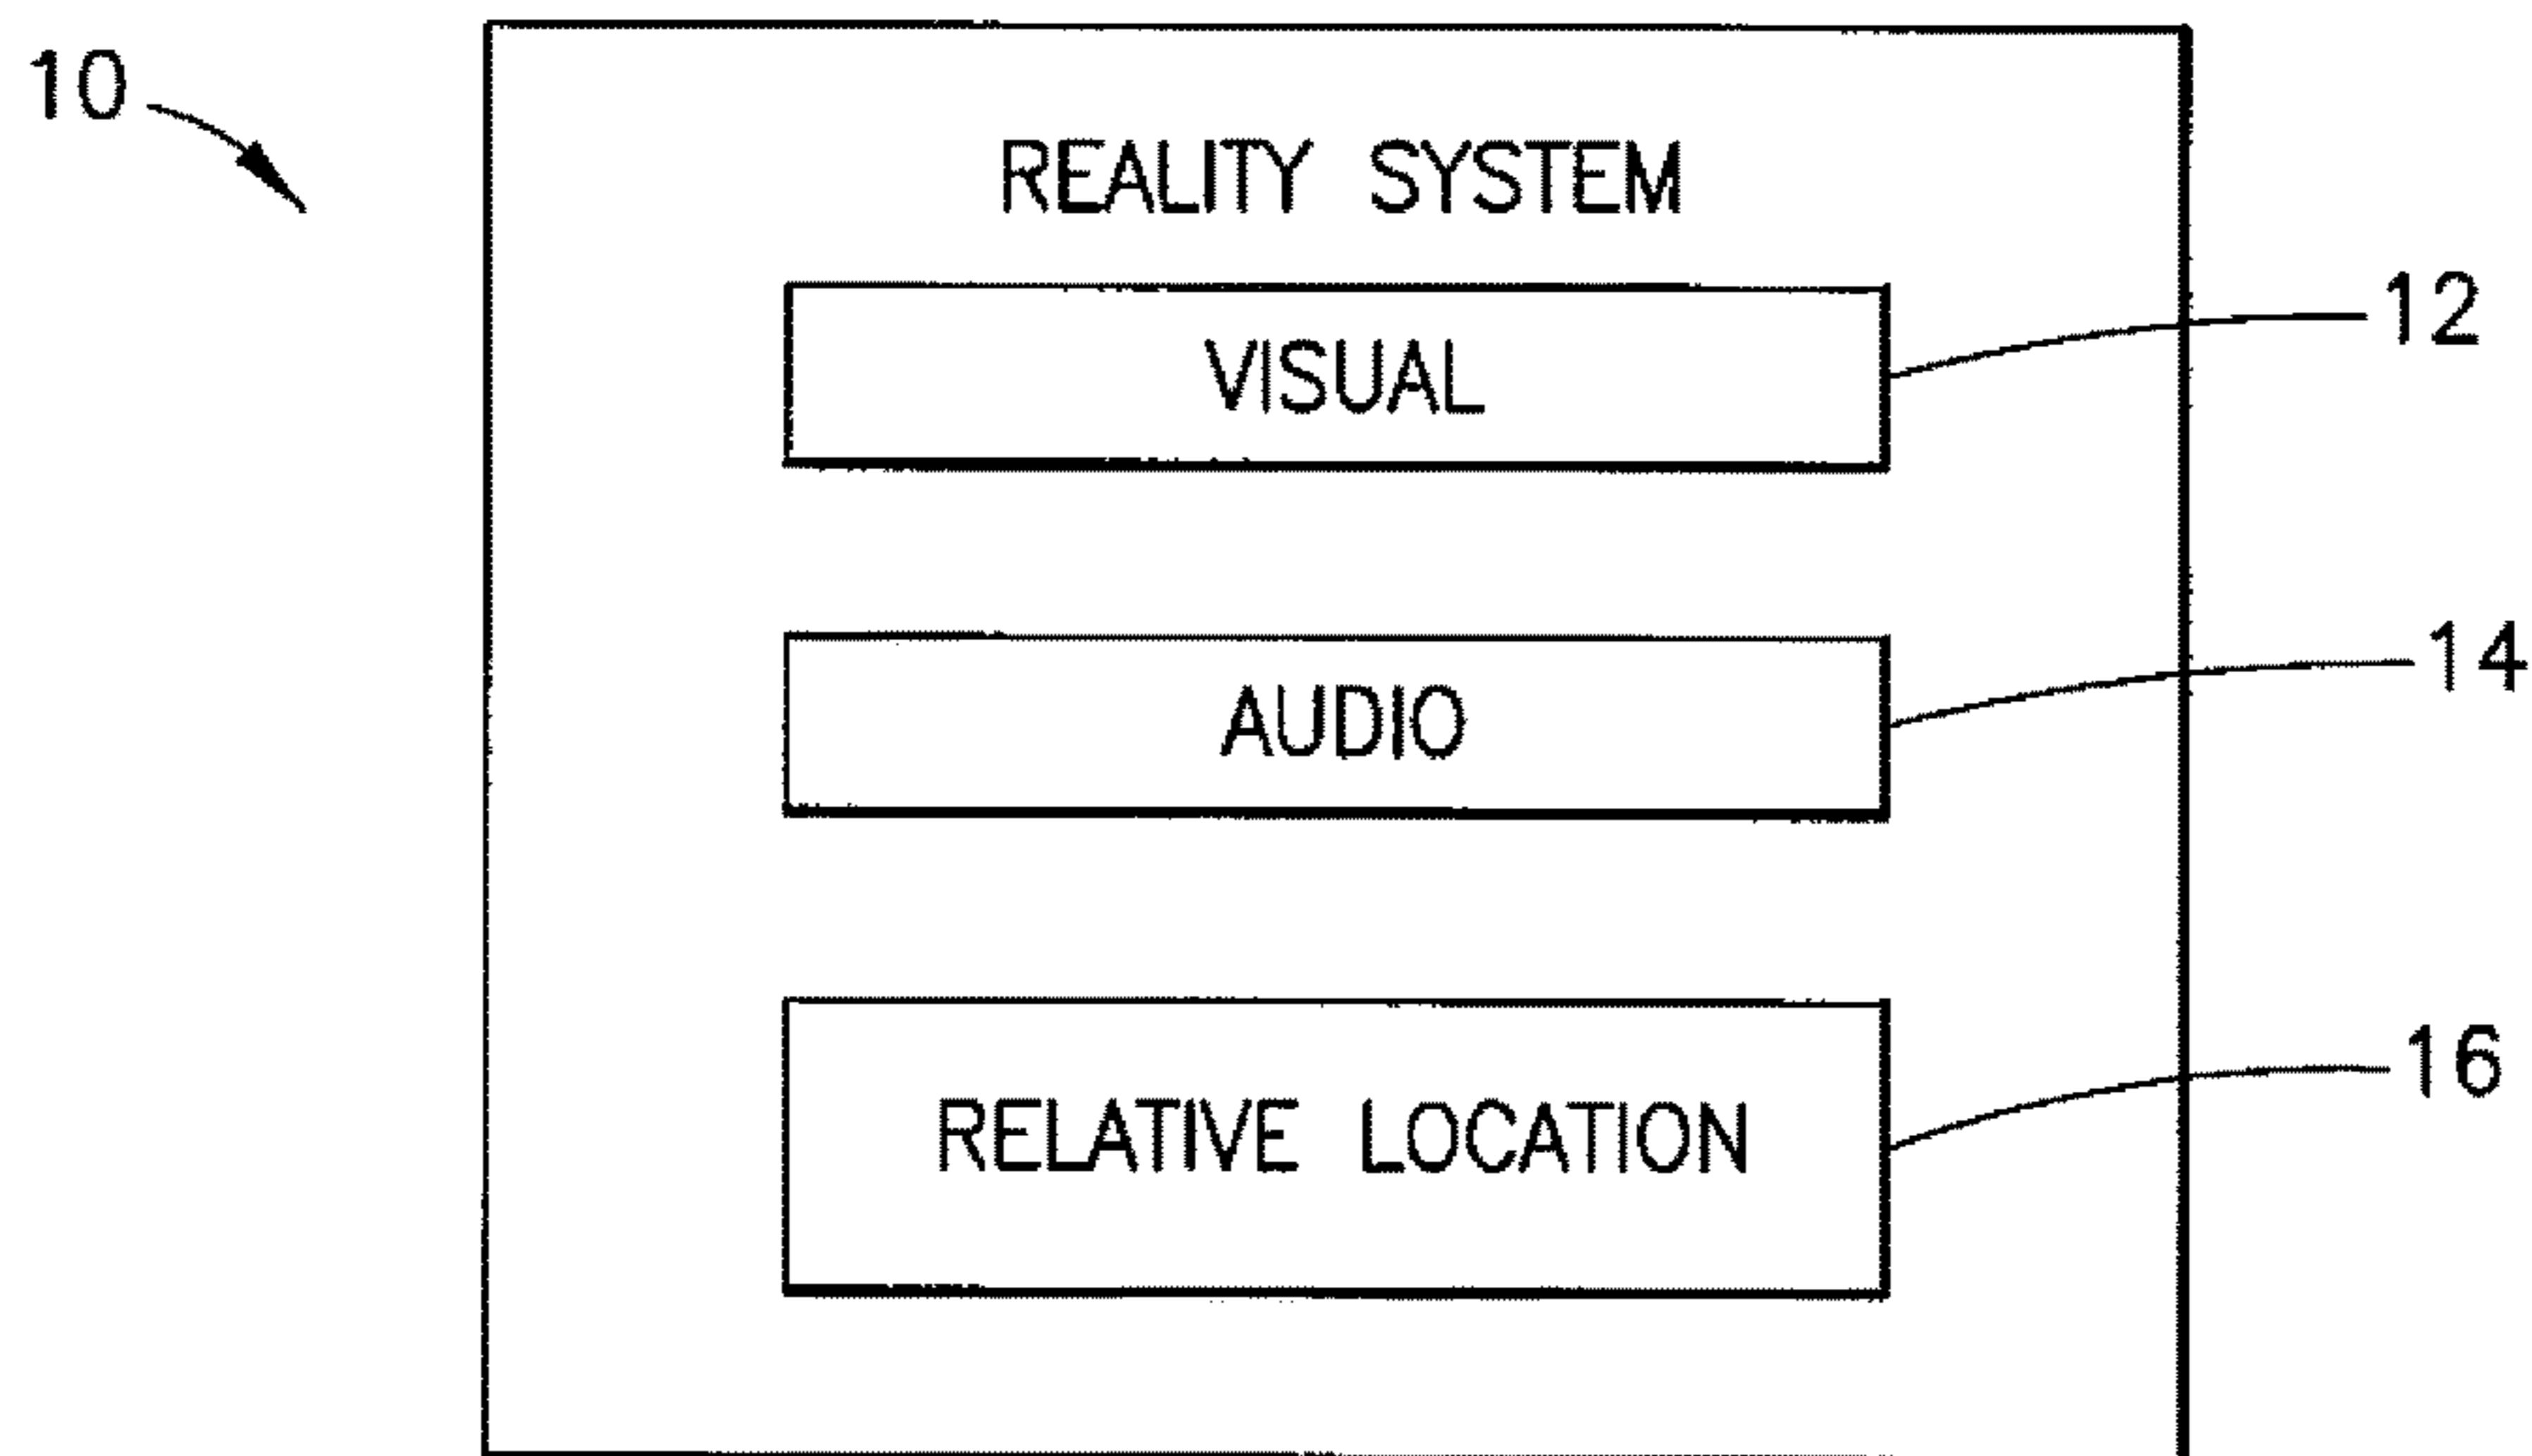 10
REALITY SYSTEM
VISUAL
12
AUDIO
14
RELATIVE LOCATION
16